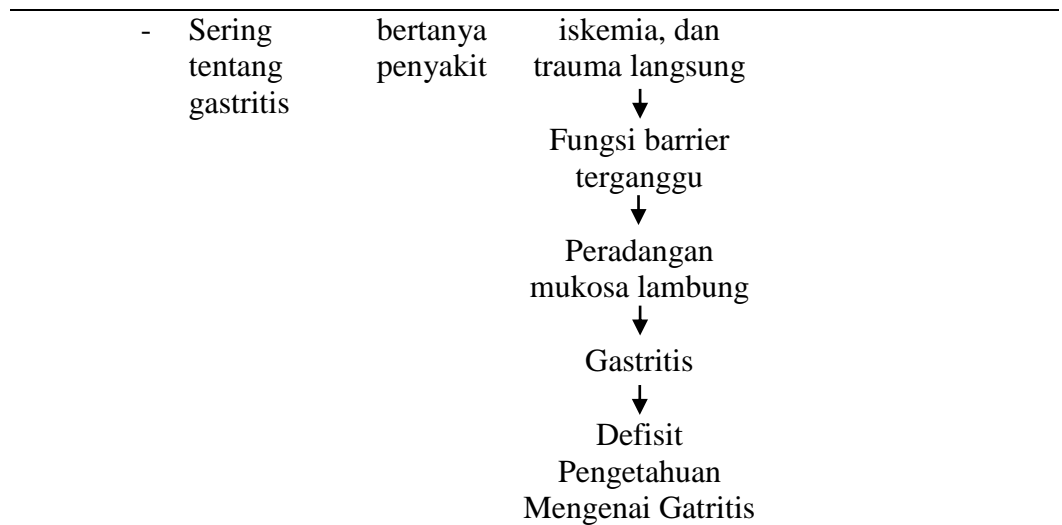 - Sering bertanya
tentang penyakit
gastritis
iskemia, dan
trauma langsung
Fungsi barrier
terganggu
Peradangan
mukosa lambung
Gastritis
Defisit
Pengetahuan
Mengenai Gatritis